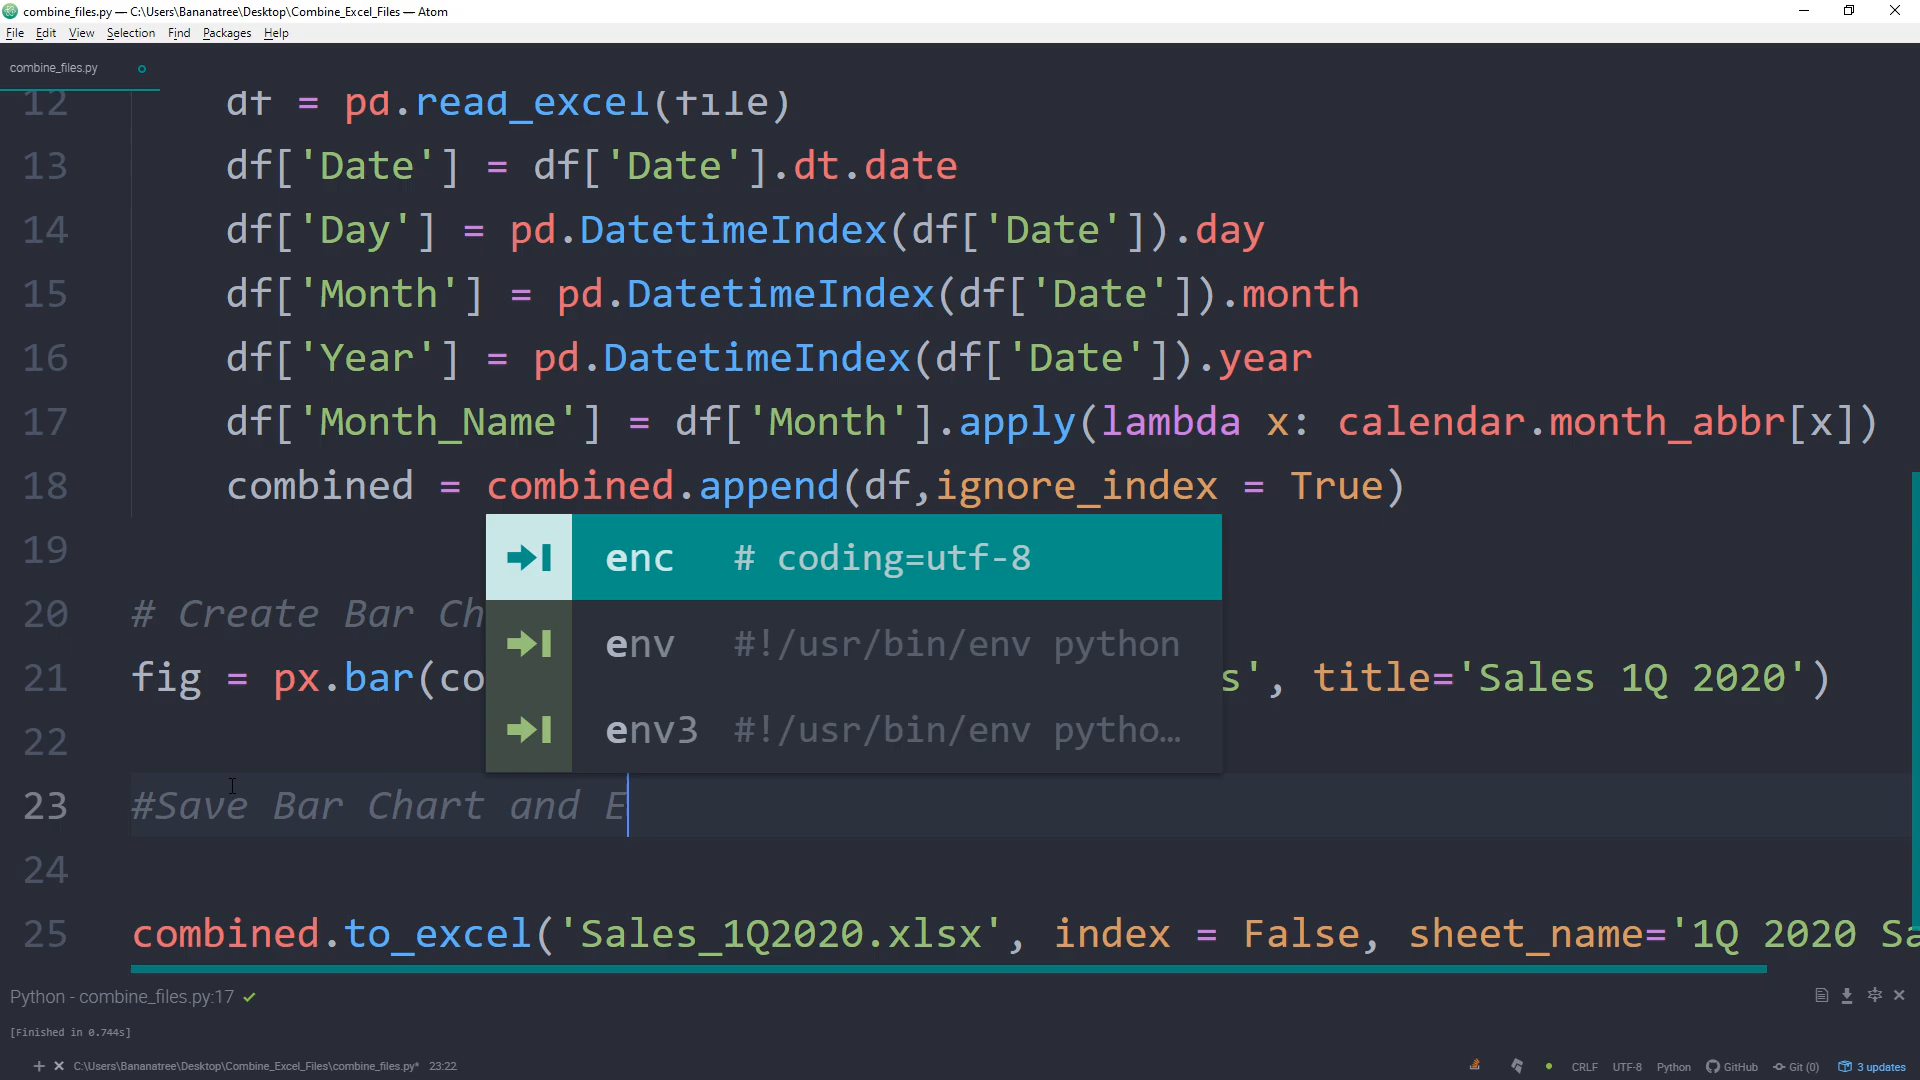 combine_files.py — C:\Users\Bananatree\Desktop\Combine_Excel_Files — Atom
File Edit View Selection Find Packages Help
combine_files.py
12 df = pd.read_excel(file)
13 df['Date'] = df['Date'].dt.date
14 df['Day'] = pd.DatetimeIndex(df['Date']).day
15 df['Month'] = pd.DatetimeIndex(df['Date']).month
16 df['Year'] = pd.DatetimeIndex(df['Date']).year
17 df['Month_Name'] = df['Month'].apply(lambda x: calendar.month_abbr[x])
18 combined = combined.append(df,ignore_index = True)
19
enc # coding=utf-8
20 # Create Bar Ch
env #!/usr/bin/env python
21 fig = px.bar(co s', title='Sales 1Q 2020')
env3 #!/usr/bin/env pytho…
22
23 #Save Bar Chart and E
24
25 combined.to_excel('Sales_1Q2020.xlsx', index = False, sheet_name='1Q 2020 Sa
Python - combine_files.py:17
[Finished in 0.744s]
C:\Users\Bananatree\Desktop\Combine_Excel_Files\combine_files.py* 23:22 CRLF UTF-8 Python GitHub Git (0) 3 updates